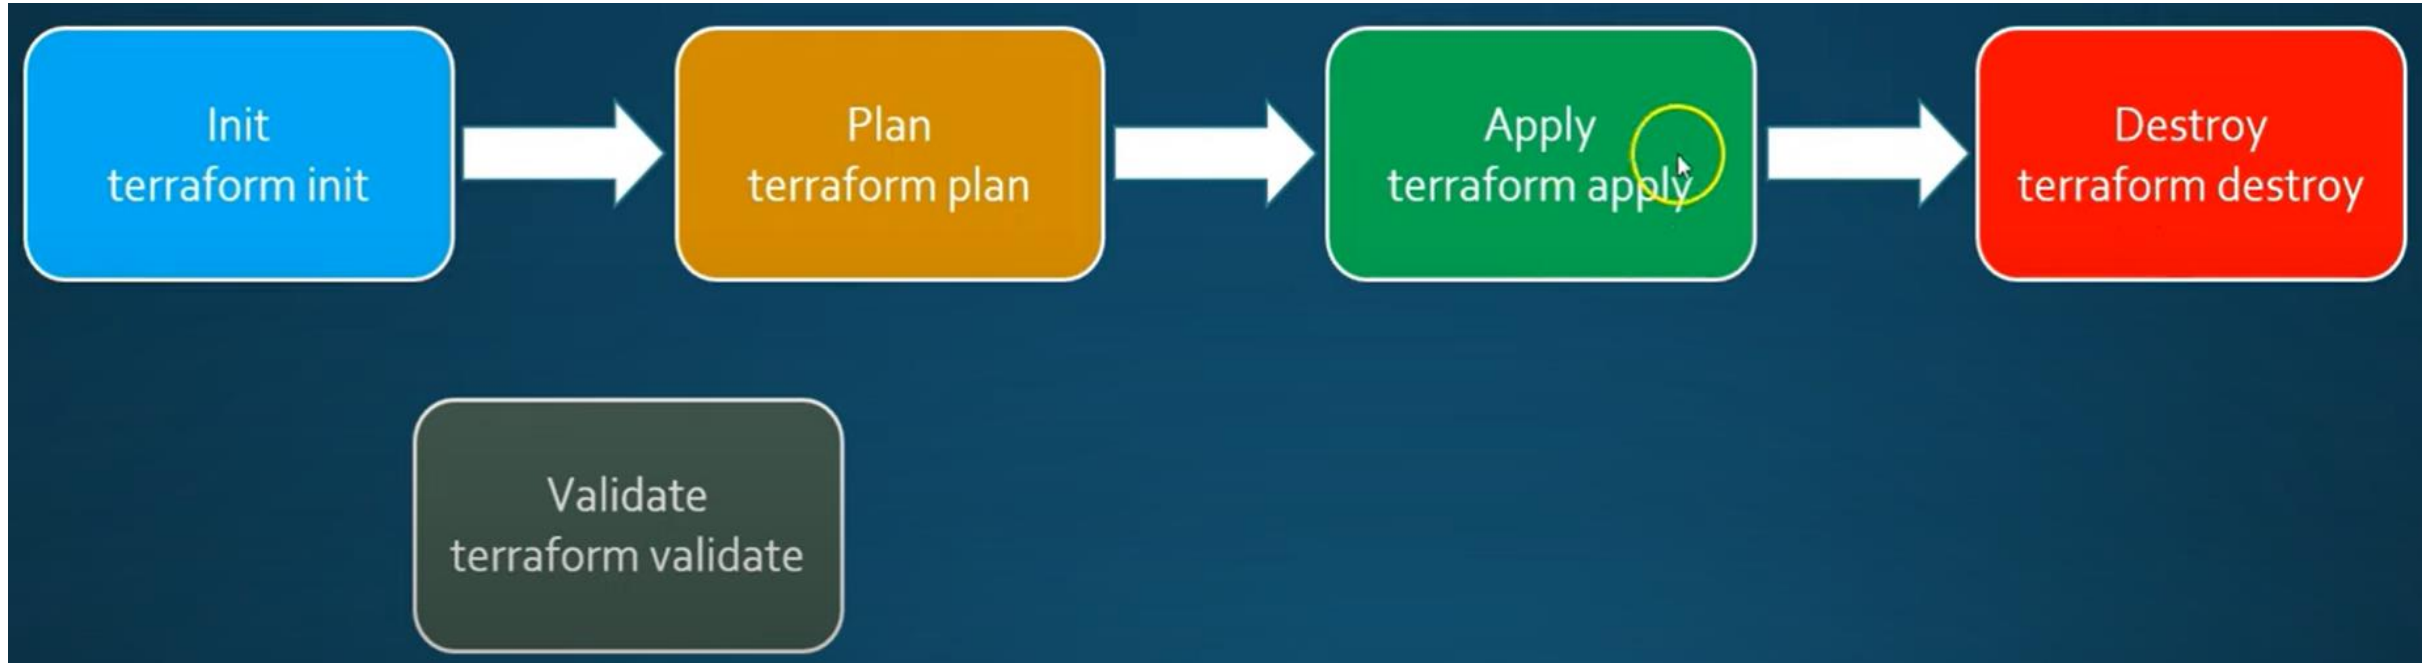 Init
terraform init
Plan
terraform plan
Apply
terraform apply
Destroy
terraform destroy
Validate
terraform validate